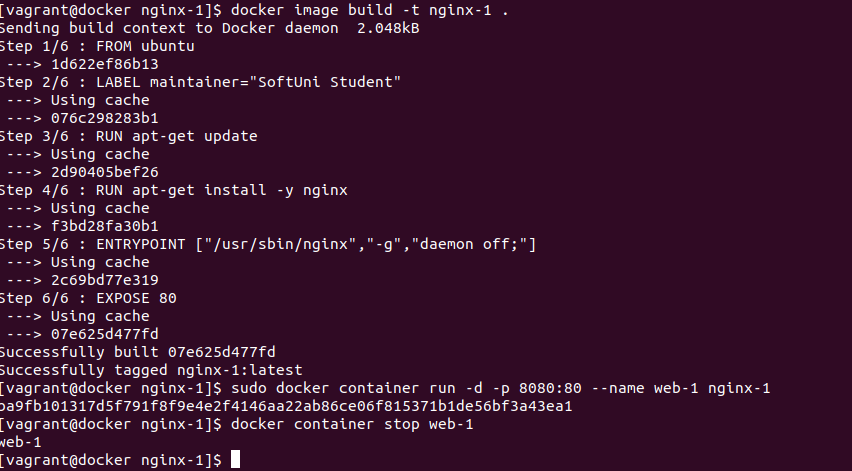 [vagrant@docker nginx-1]$ docker image build -t nginx-1 .
Sending build context to Docker daemon  2.048kB
Step 1/6 : FROM ubuntu
 ---> 1d622ef86b13
Step 2/6 : LABEL maintainer="SoftUni Student"
 ---> Using cache
 ---> 076c298283b1
Step 3/6 : RUN apt-get update
 ---> Using cache
 ---> 2d90405bef26
Step 4/6 : RUN apt-get install -y nginx
 ---> Using cache
 ---> f3bd28fa30b1
Step 5/6 : ENTRYPOINT ["/usr/sbin/nginx","-g","daemon off;"]
 ---> Using cache
 ---> 2c69bd77e319
Step 6/6 : EXPOSE 80
 ---> Using cache
 ---> 07e625d477fd
Successfully built 07e625d477fd
Successfully tagged nginx-1:latest
[vagrant@docker nginx-1]$ sudo docker container run -d -p 8080:80 --name web-1 nginx-1
ba9fb101317d5f791f8f9e4e2f4146aa22ab86ce06f815371b1de56bf3a43ea1
[vagrant@docker nginx-1]$ docker container stop web-1
web-1
[vagrant@docker nginx-1]$